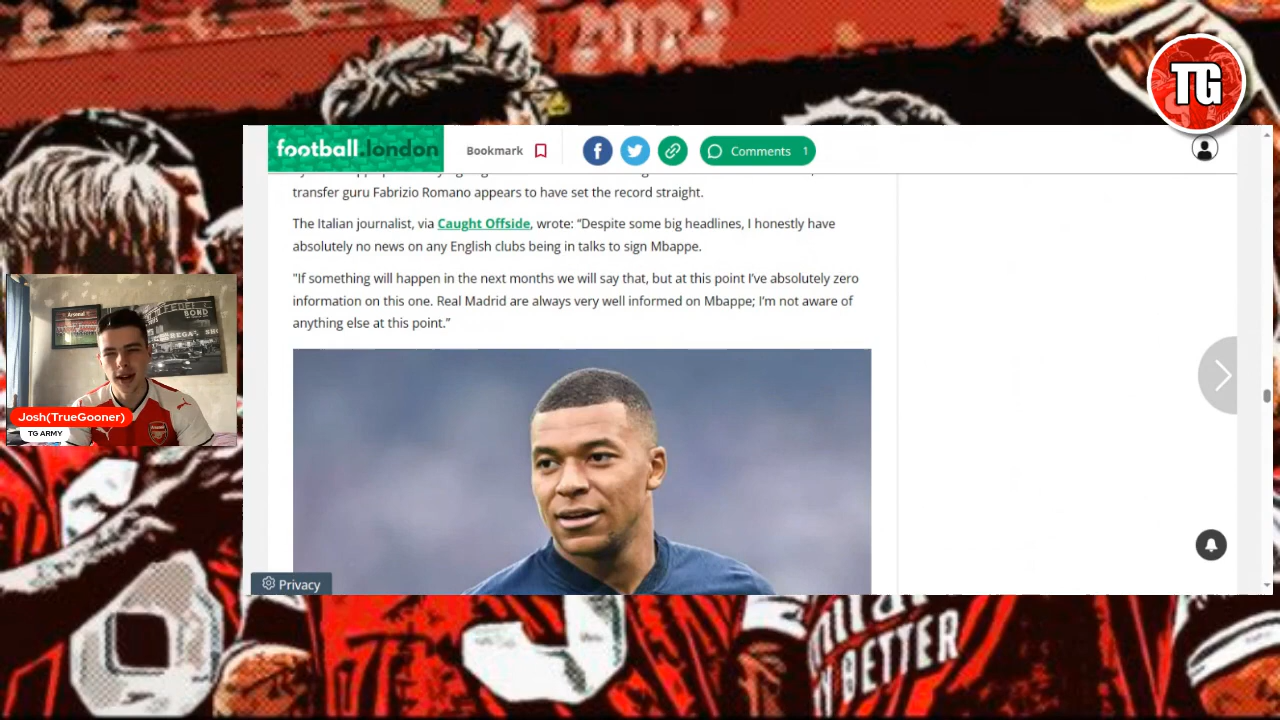 TG
football.london
Bookmark
Comments 1
transfer guru Fabrizio Romano appears to have set the record straight.
The Italian journalist, via Caught Offside, wrote: “Despite some big headlines, I honestly have
absolutely no news on any English clubs being in talks to sign Mbappe.
"If something will happen in the next months we will say that, but at this point I’ve absolutely zero
information on this one. Real Madrid are always very well informed on Mbappe; I’m not aware of
anything else at this point.”
Arsenal
BOND
Josh(TrueGooner)
TG ARMY
Privacy
BETTER